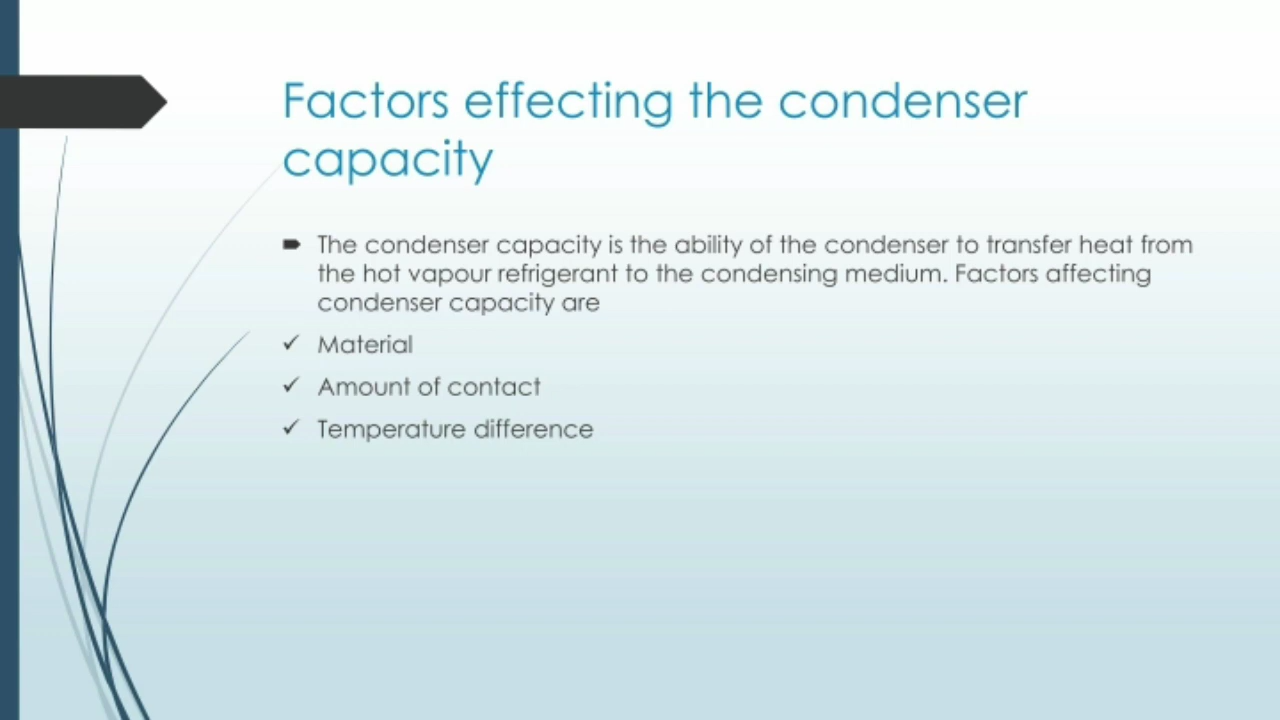 Factors effecting the condenser
capacity
The condenser capacity is the ability of the condenser to transfer heat from
the hot vapour refrigerant to the condensing medium. Factors affecting
condenser capacity are
✓ Material
✓ Amount of contact
✓ Temperature difference